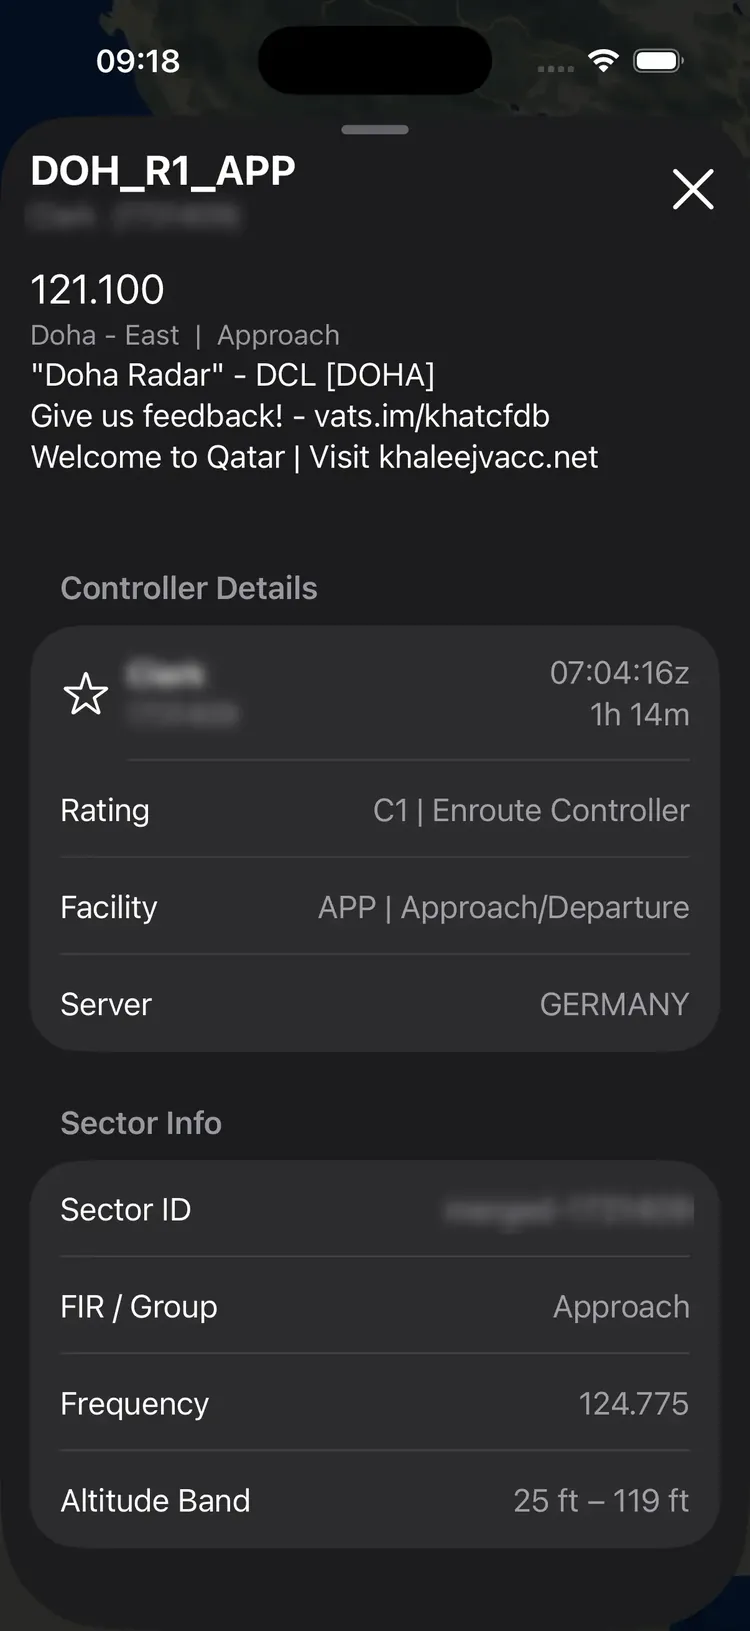 09:18
DOH_R1_APP
121.100
Doha - East | Approach
"Doha Radar" - DCL [DOHA]
Give us feedback! - vats.im/khatcfdb
Welcome to Qatar | Visit khaleejvacc.net
Controller Details
07:04:16z
1h 14m
Rating C1 | Enroute Controller
Facility APP | Approach/Departure
Server GERMANY
Sector Info
Sector ID
FIR / Group Approach
Frequency 124.775
Altitude Band 25 ft – 119 ft